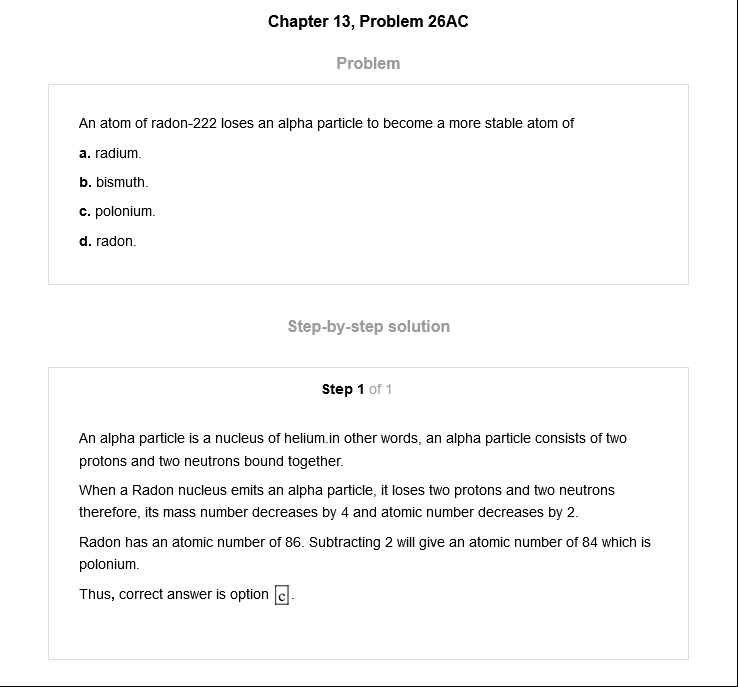 Chapter 13, Problem 26AC
Problem
An atom of radon-222 loses an alpha particle to become a more stable atom of
a. radium.
b. bismuth.
c. polonium.
d. radon.
Step-by-step solution
Step 1 of 1
An alpha particle is a nucleus of helium.in other words, an alpha particle consists of two
protons and two neutrons bound together.
When a Radon nucleus emits an alpha particle, it loses two protons and two neutrons
therefore, its mass number decreases by 4 and atomic number decreases by 2.
Radon has an atomic number of 86. Subtracting 2 will give an atomic number of 84 which is
polonium.
Thus, correct answer is option c.